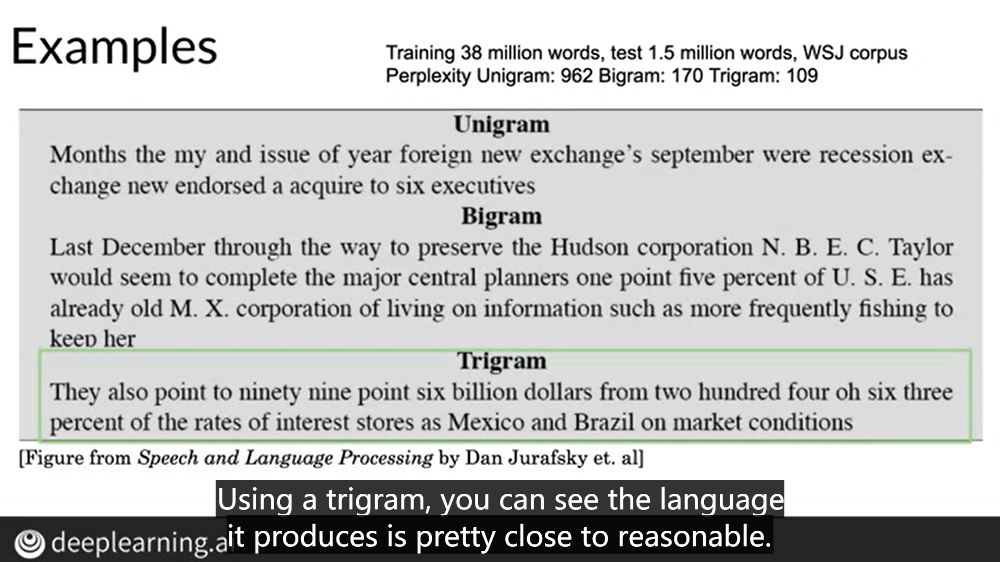 Examples
Training 38 million words, test 1.5 million words, WSJ corpus
Perplexity Unigram: 962 Bigram: 170 Trigram: 109
Unigram
Months the my and issue of year foreign new exchange's september were recession ex-
change new endorsed a acquire to six executives
Bigram
Last December through the way to preserve the Hudson corporation N. B. E. C. Taylor
would seem to complete the major central planners one point five percent of U. S. E. has
already old M. X. corporation of living on information such as more frequently fishing to
keep her
Trigram
They also point to ninety nine point six billion dollars from two hundred four oh six three
percent of the rates of interest stores as Mexico and Brazil on market conditions
[Figure from Speech and Language Processing by Dan Jurafsky et. al]
Using a trigram, you can see the language
it produces is pretty close to reasonable.
deeplearning.a